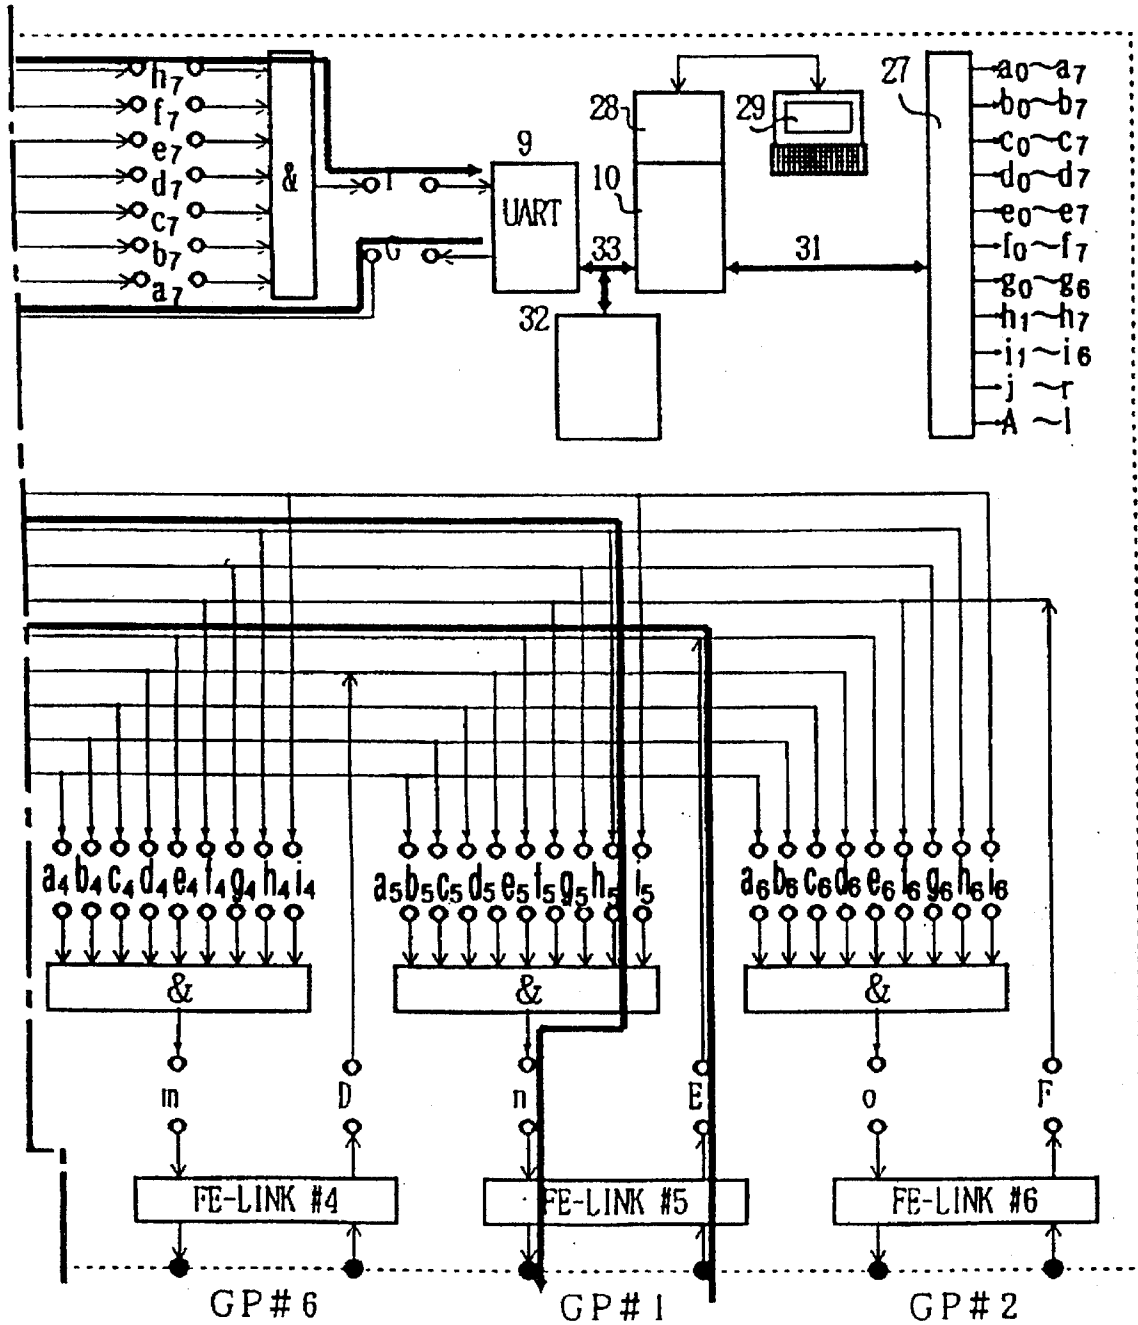 h7
f7
e7
d7
c7
b7
a7
&
9
UART
28
10
29
27
33
31
32
a0~a7
b0~b7
c0~c7
d0~d7
e0~e7
f0~f7
g0~g6
h1~h7
i1~i6
j~r
A~I
I
G
a4 b4 c4 d4 e4 f4 g4 h4 i4
a5 b5 c5 d5 e5 f5 g5 h5 i5
a6 b6 c6 d6 e6 f6 g6 h6 i6
& & &
m D n E o F
FE-LINK #4 FE-LINK #5 FE-LINK #6
GP#6 GP#1 GP#2